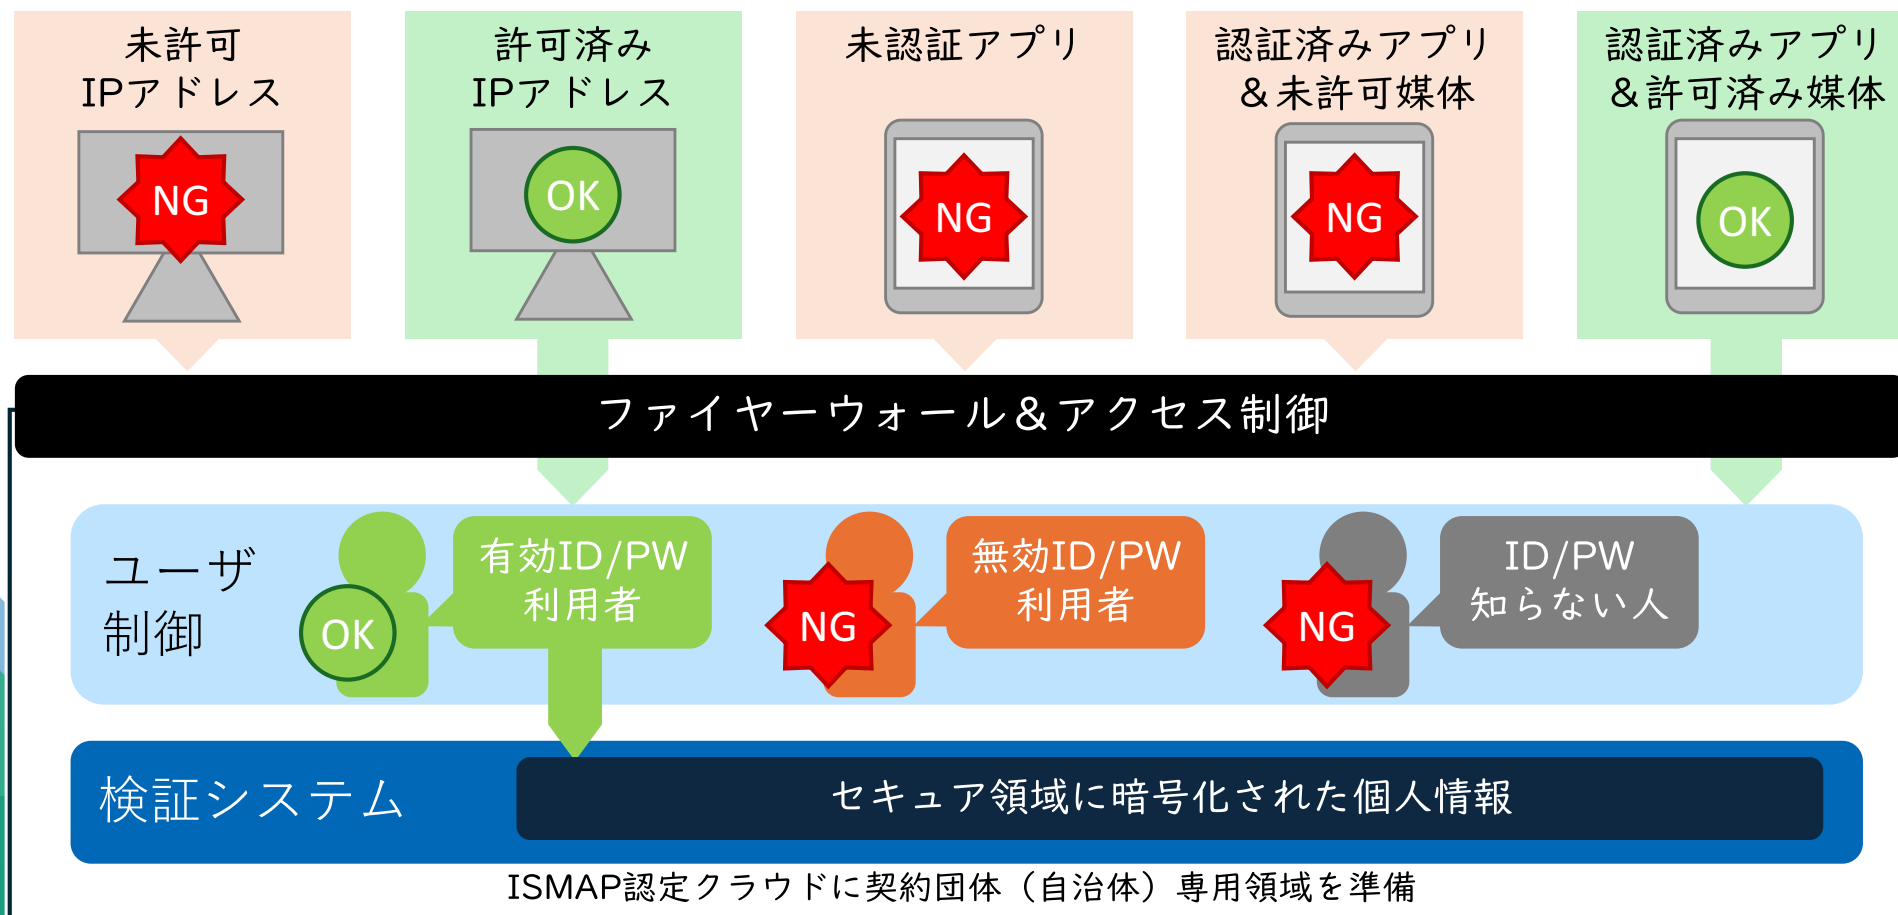 未許可
IPアドレス
NG
許可済み
IPアドレス
OK
未認証アプリ
NG
認証済みアプリ
＆未許可媒体
NG
認証済みアプリ
＆許可済み媒体
OK
ファイヤーウォール＆アクセス制御
ユーザ
制御
OK
有効ID/PW
利用者
NG
無効ID/PW
利用者
NG
ID/PW
知らない人
検証システム
セキュア領域に暗号化された個人情報
ISMAP認定クラウドに契約団体（自治体）専用領域を準備